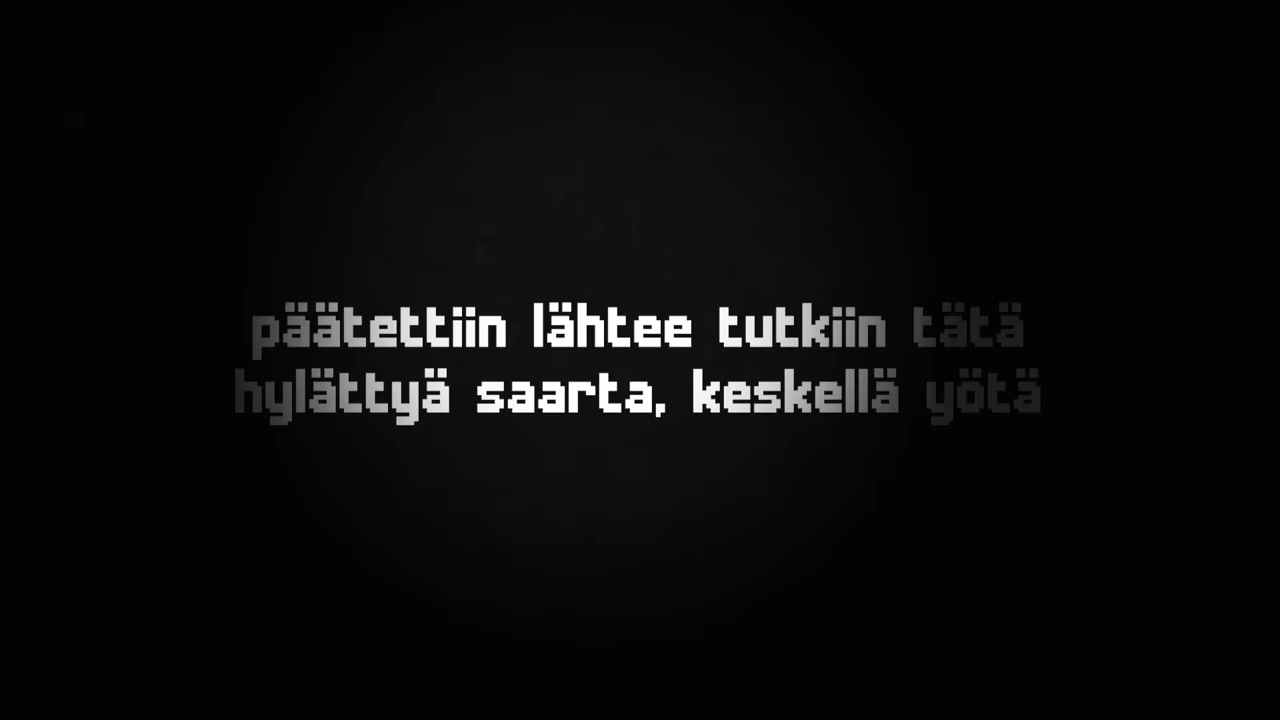 päätettiin lähtee tutkiin tätä
hylättyä saarta, keskellä yötä